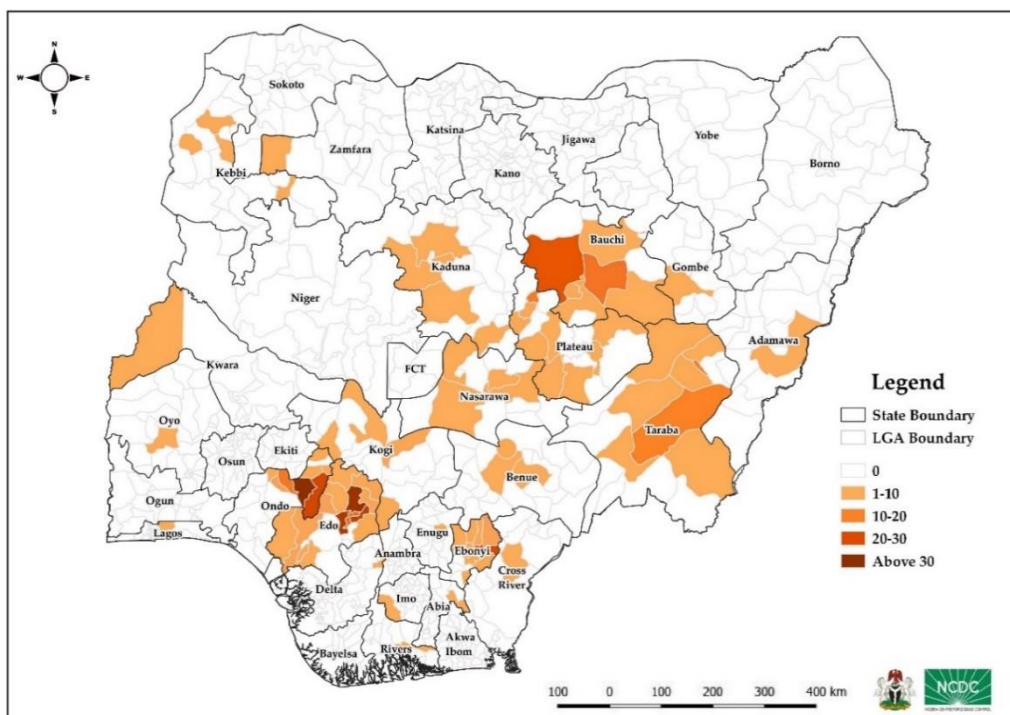 N
W E
S
Sokoto
Katsina
Jigawa
Yobe
Borno
Zamfara
Kano
Kebbi
Bauchi
Kaduna
Gombe
Niger
Adamawa
Plateau
FCT
Kwara
Nasarawa
Legend
State Boundary
LGA Boundary
0
1-10
10-20
20-30
Above 30
Oyo
Taraba
Ekiti
Kogi
Osun
Benue
Ogun
Ondo
Edo
Lagos
Enugu
Ebonyi
Anambra
Cross
River
Delta
Imo
Abia
Akwa
Ibom
Bayelsa
Rivers
100 0 100 200 300 400 km
NCDC